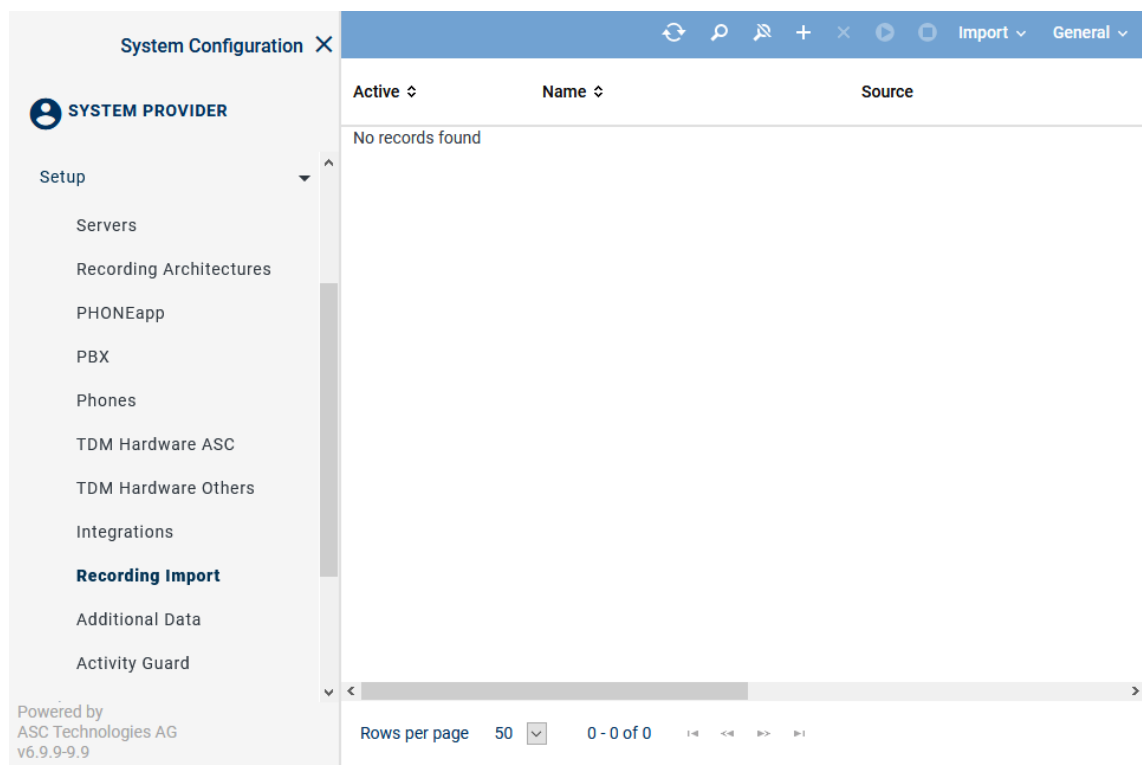 System Configuration
Import
General
SYSTEM PROVIDER
Active
Name
Source
No records found
Setup
Servers
Recording Architectures
PHONEapp
PBX
Phones
TDM Hardware ASC
TDM Hardware Others
Integrations
Recording Import
Additional Data
Activity Guard
Powered by
ASC Technologies AG
v6.9.9-9.9
Rows per page 50 0 - 0 of 0